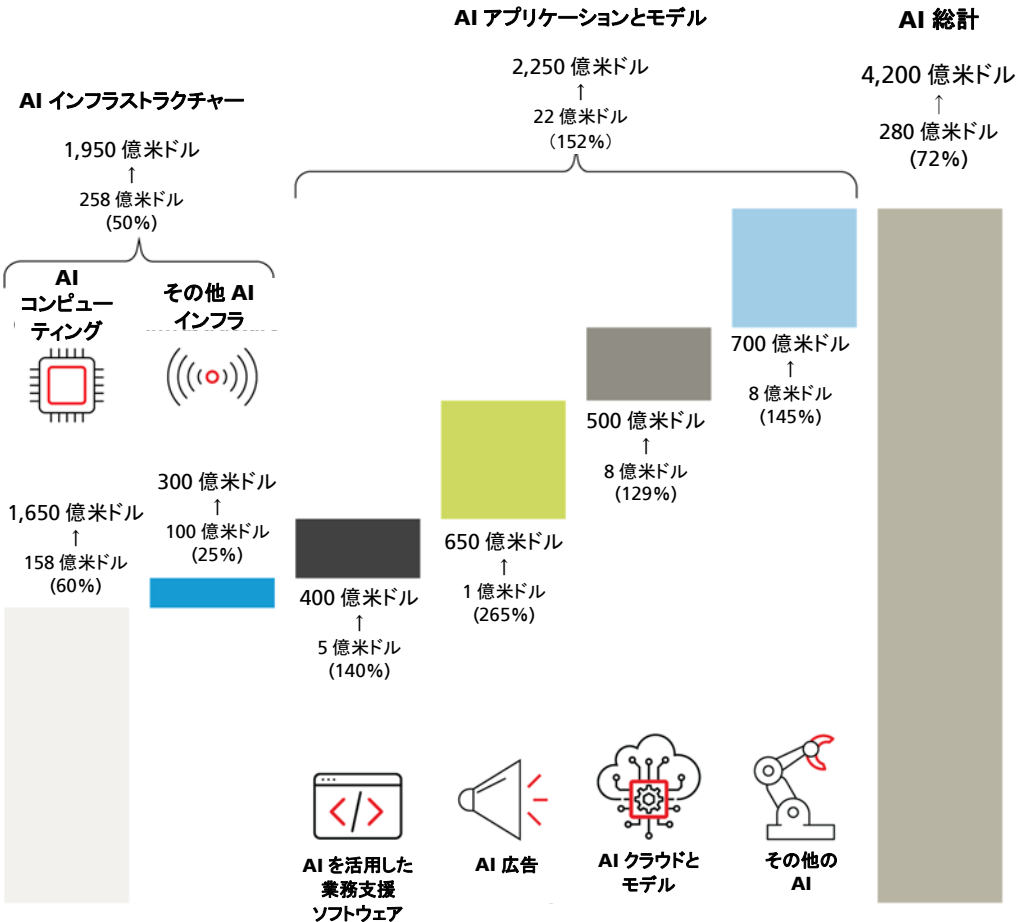 AI アプリケーションとモデル
2,250 億米ドル
↑
22 億米ドル
(152%)
AI 総計
4,200 億米ドル
↑
280 億米ドル
(72%)
AI インフラストラクチャー
1,950 億米ドル
↑
258 億米ドル
(50%)
AI
コンピュー
ティング
1,650 億米ドル
↑
158 億米ドル
(60%)
その他 AI
インフラ
300 億米ドル
↑
100 億米ドル
(25%)
400 億米ドル
↑
5 億米ドル
(140%)
AI を活用した
業務支援
ソフトウェア
650 億米ドル
↑
1 億米ドル
(265%)
AI 広告
500 億米ドル
↑
8 億米ドル
(129%)
AI クラウドと
モデル
700 億米ドル
↑
8 億米ドル
(145%)
その他の
AI